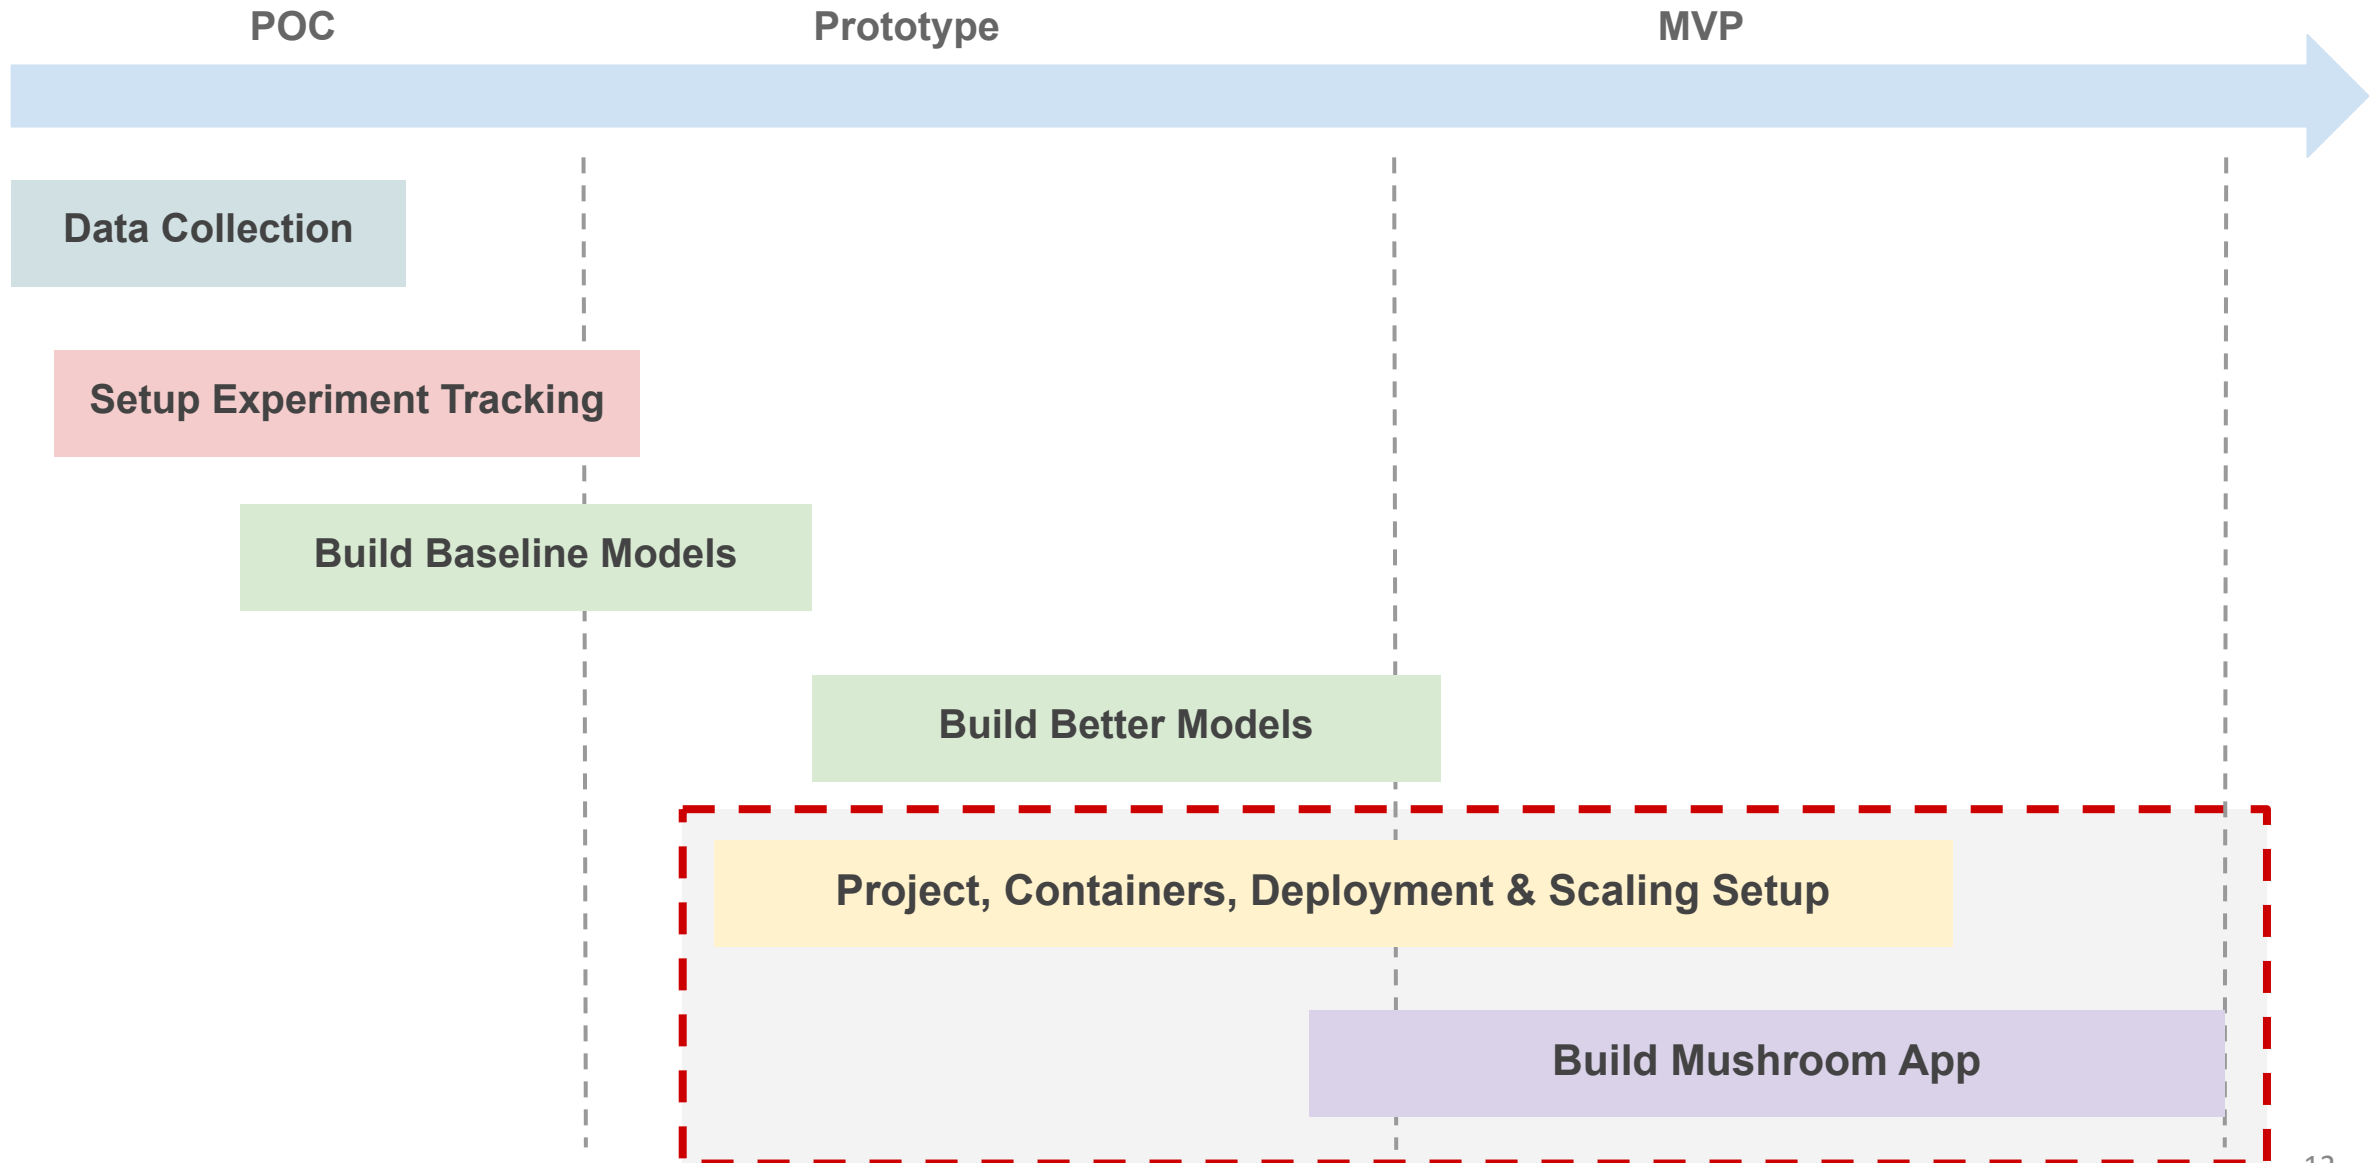 POC
Prototype
MVP
Data Collection
Setup Experiment Tracking
Build Baseline Models
Build Better Models
Project, Containers, Deployment & Scaling Setup
Build Mushroom App